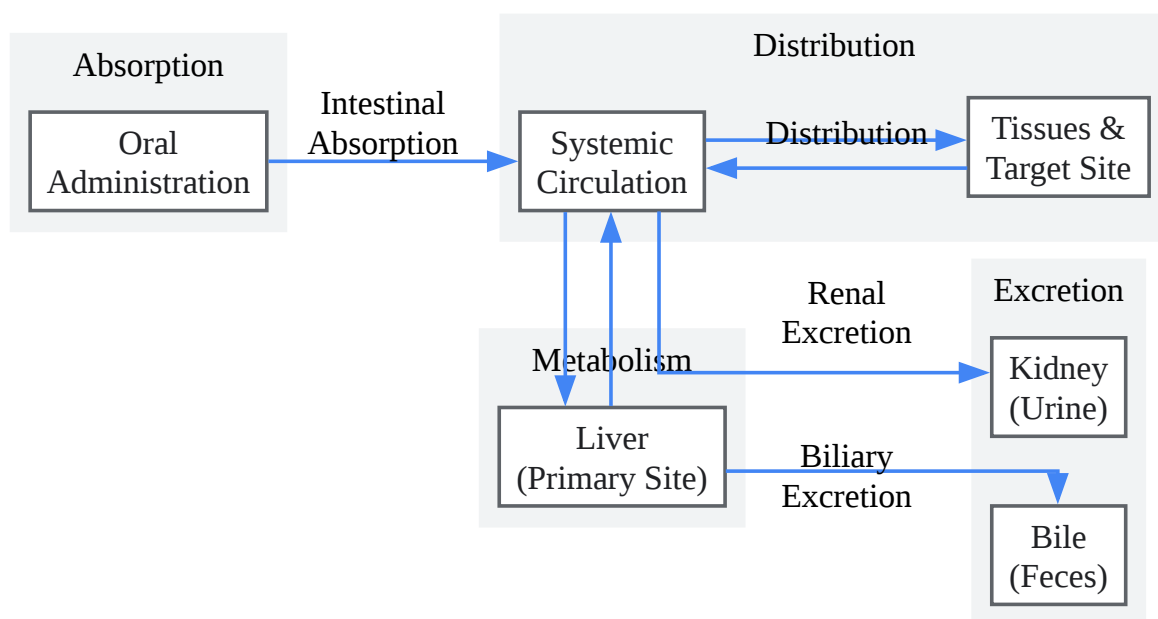 Absorption
Oral
Administration
Intestinal
Absorption
Distribution
Systemic
Circulation
Distribution
Tissues &
Target Site
Metabolism
Liver
(Primary Site)
Renal
Excretion
Biliary
Excretion
Excretion
Kidney
(Urine)
Bile
(Feces)